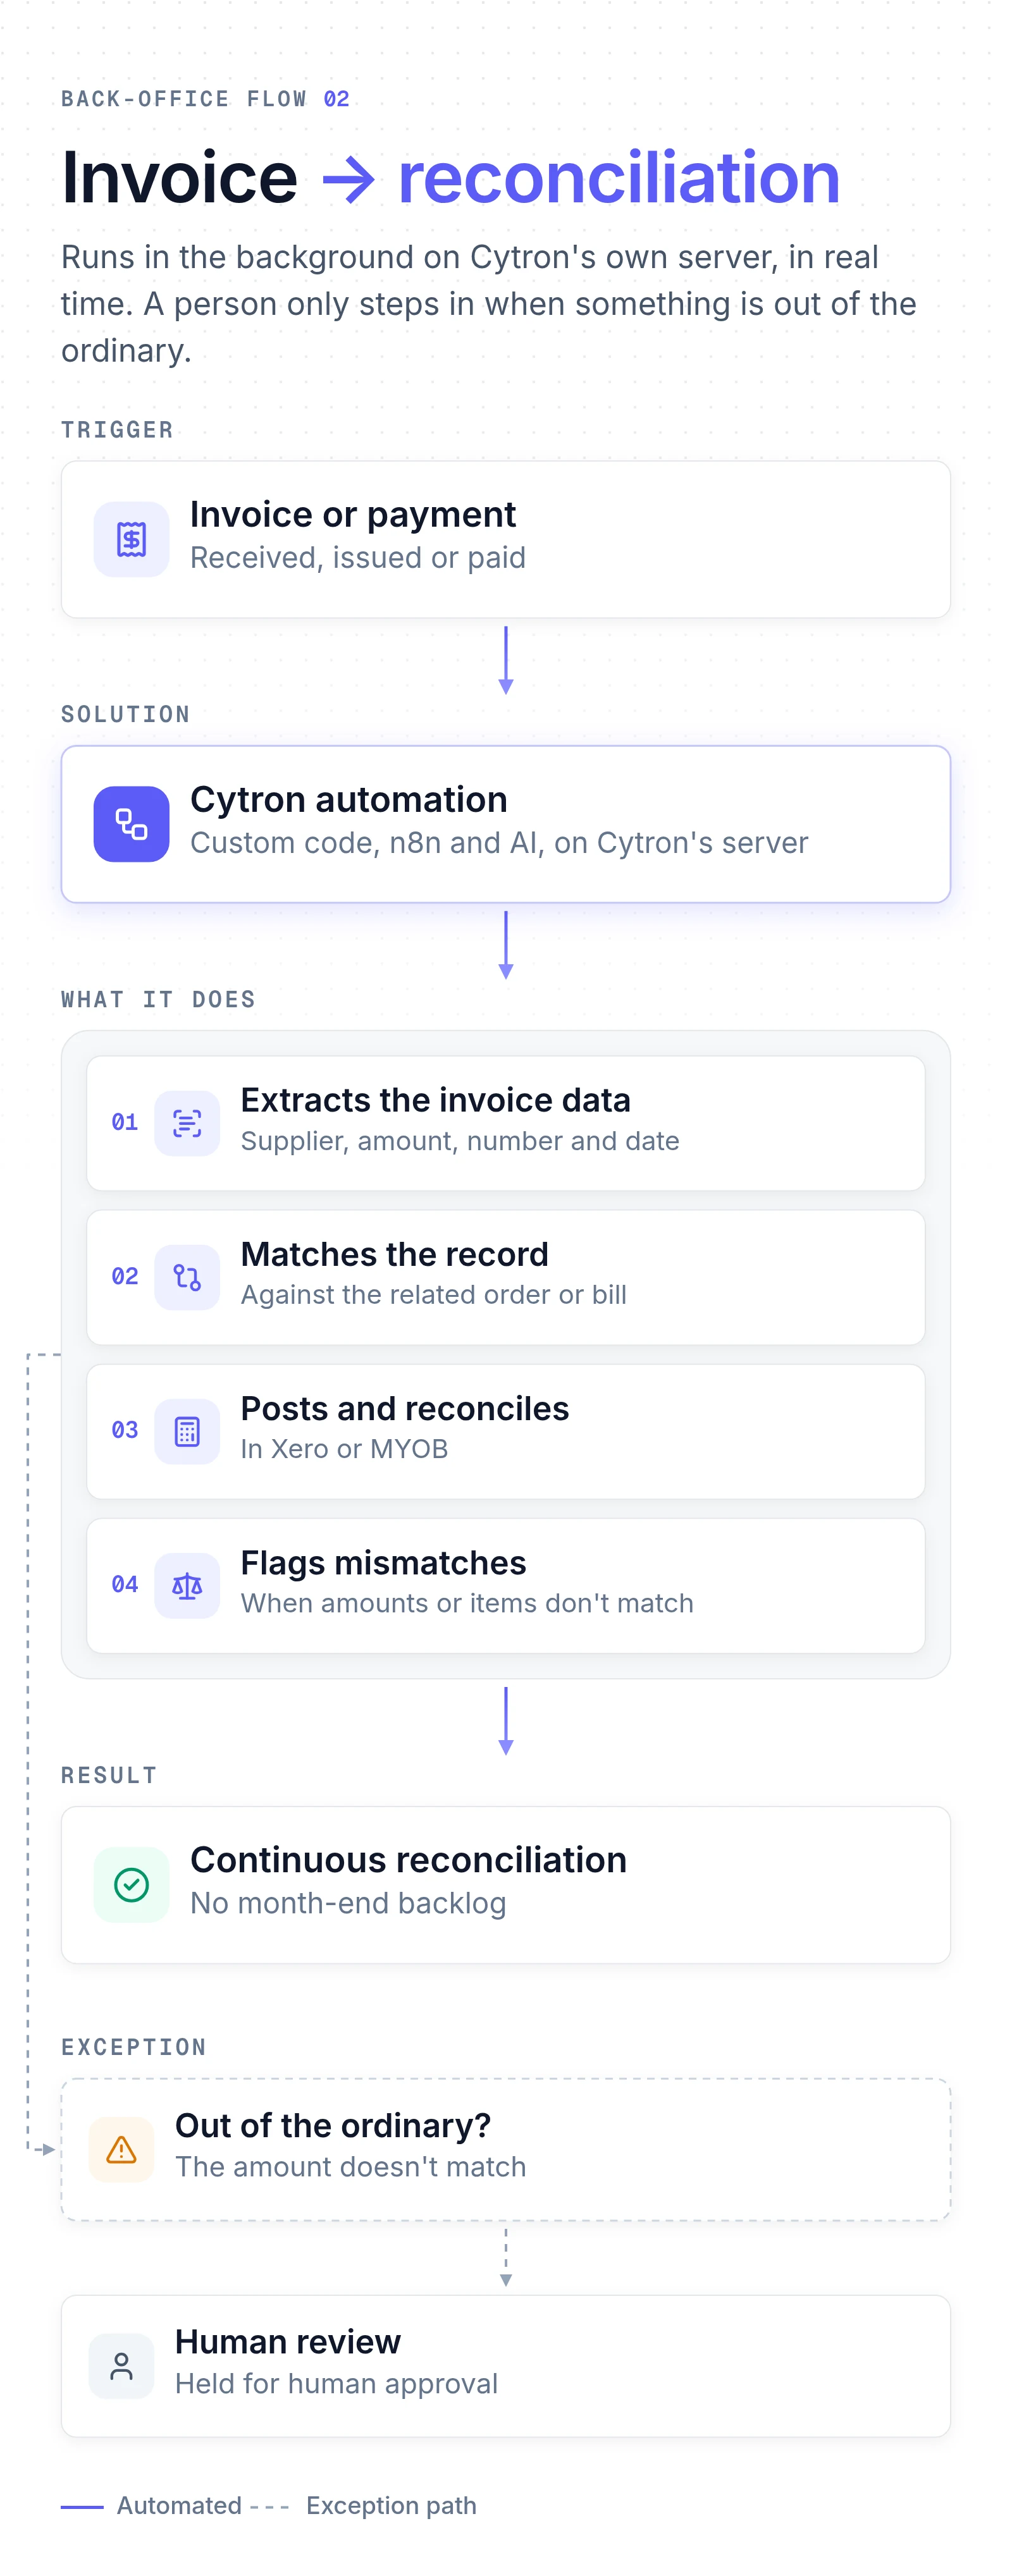 BACK-OFFICE FLOW 02
Invoice → reconciliation
Runs in the background on Cytron's own server, in real
time. A person only steps in when something is out of the
ordinary.
TRIGGER
Invoice or payment
Received, issued or paid
SOLUTION
Cytron automation
Custom code, n8n and AI, on Cytron's server
WHAT IT DOES
01
Extracts the invoice data
Supplier, amount, number and date
02
Matches the record
Against the related order or bill
03
Posts and reconciles
In Xero or MYOB
04
Flags mismatches
When amounts or items don't match
RESULT
Continuous reconciliation
No month-end backlog
EXCEPTION
Out of the ordinary?
The amount doesn't match
Human review
Held for human approval
Automated
Exception path